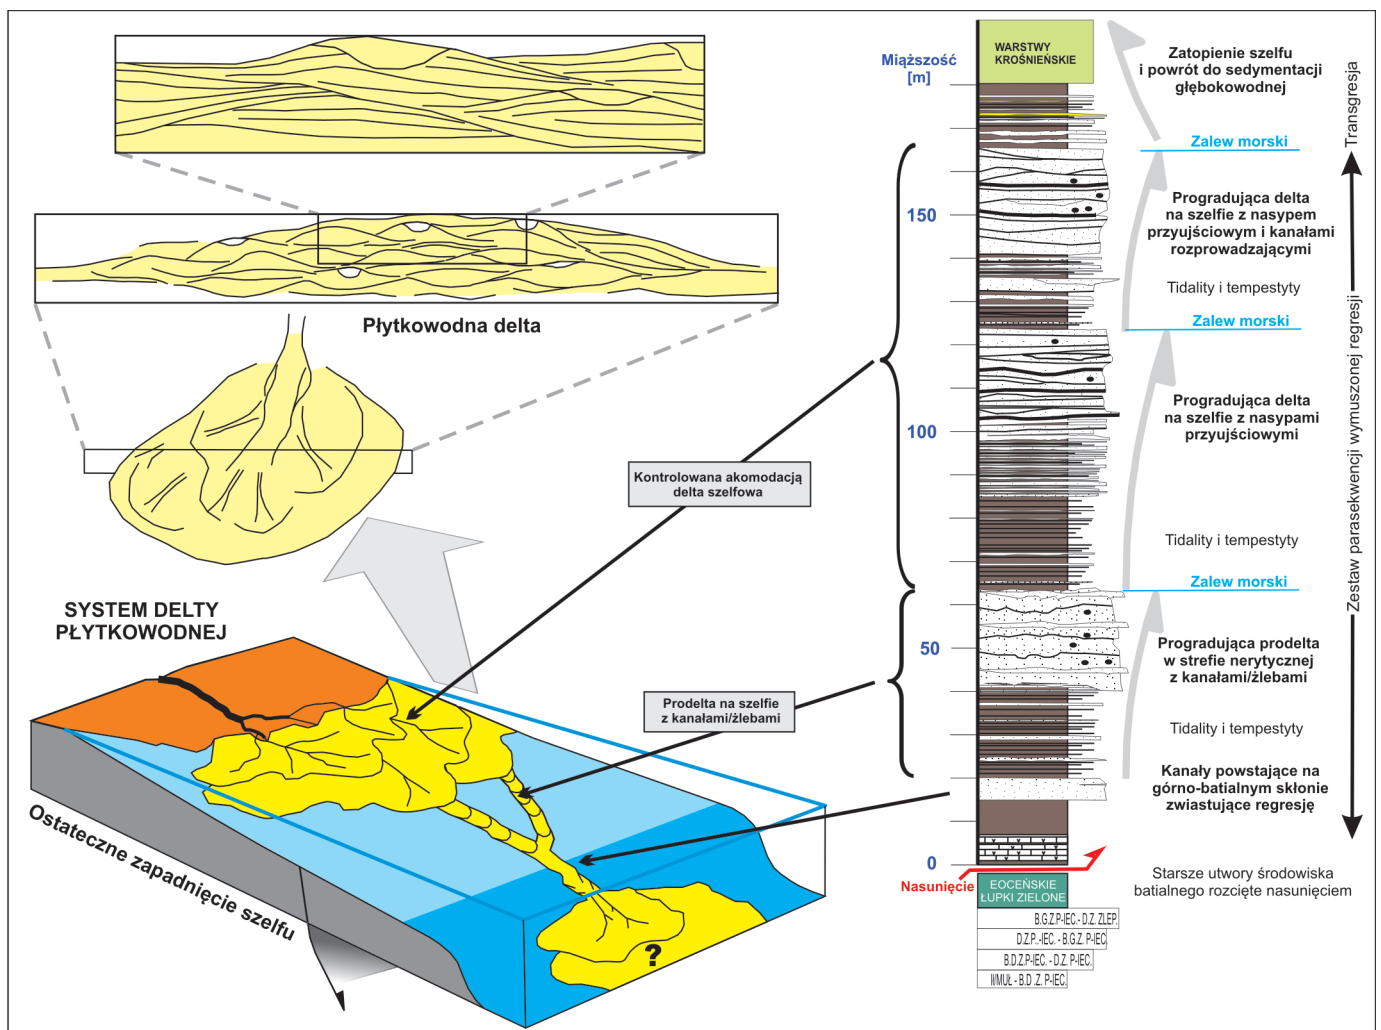 Płytkowodna delta
SYSTEM DELTY
PŁYTKOWODNEJ
Ostateczne zapadnięcie szelfu
?
Kontrolowana akomodacją
delta szelfowa
Prodelta na szelfie
z kanałami/żlebami
Miąższość
[m]
150
100
50
0
Nasunięcie
WARSTWY
KROŚNIEŃSKIE
EOCEŃSKIE
ŁUPKI ZIELONE
B.G.Z.P-IEC.- D.Z. ZLEP.
D.Z.P..-IEC. - B.G.Z. P-IEC.
B.D.Z.P-IEC. - D.Z. P-IEC.
I/MUŁ - B.D .Z. P-IEC.
Zatopienie szelfu
i powrót do sedymentacji
głębokowodnej
Zalew morski
Progradująca delta
na szelfie z nasypem
przyujściowym i kanałami
rozprowadzającymi
Tidality i tempestyty
Zalew morski
Progradująca delta
na szelfie z nasypami
przyujściowymi
Tidality i tempestyty
Zalew morski
Progradująca prodelta
w strefie nerytycznej
z kanałami/żlebami
Tidality i tempestyty
Kanały powstające na
górno-batialnym skłonie
zwiastujące regresję
Starsze utwory środowiska
batialnego rozcięte nasunięciem
Transgresja
Zestaw parasekwencji wymuszonej regresji